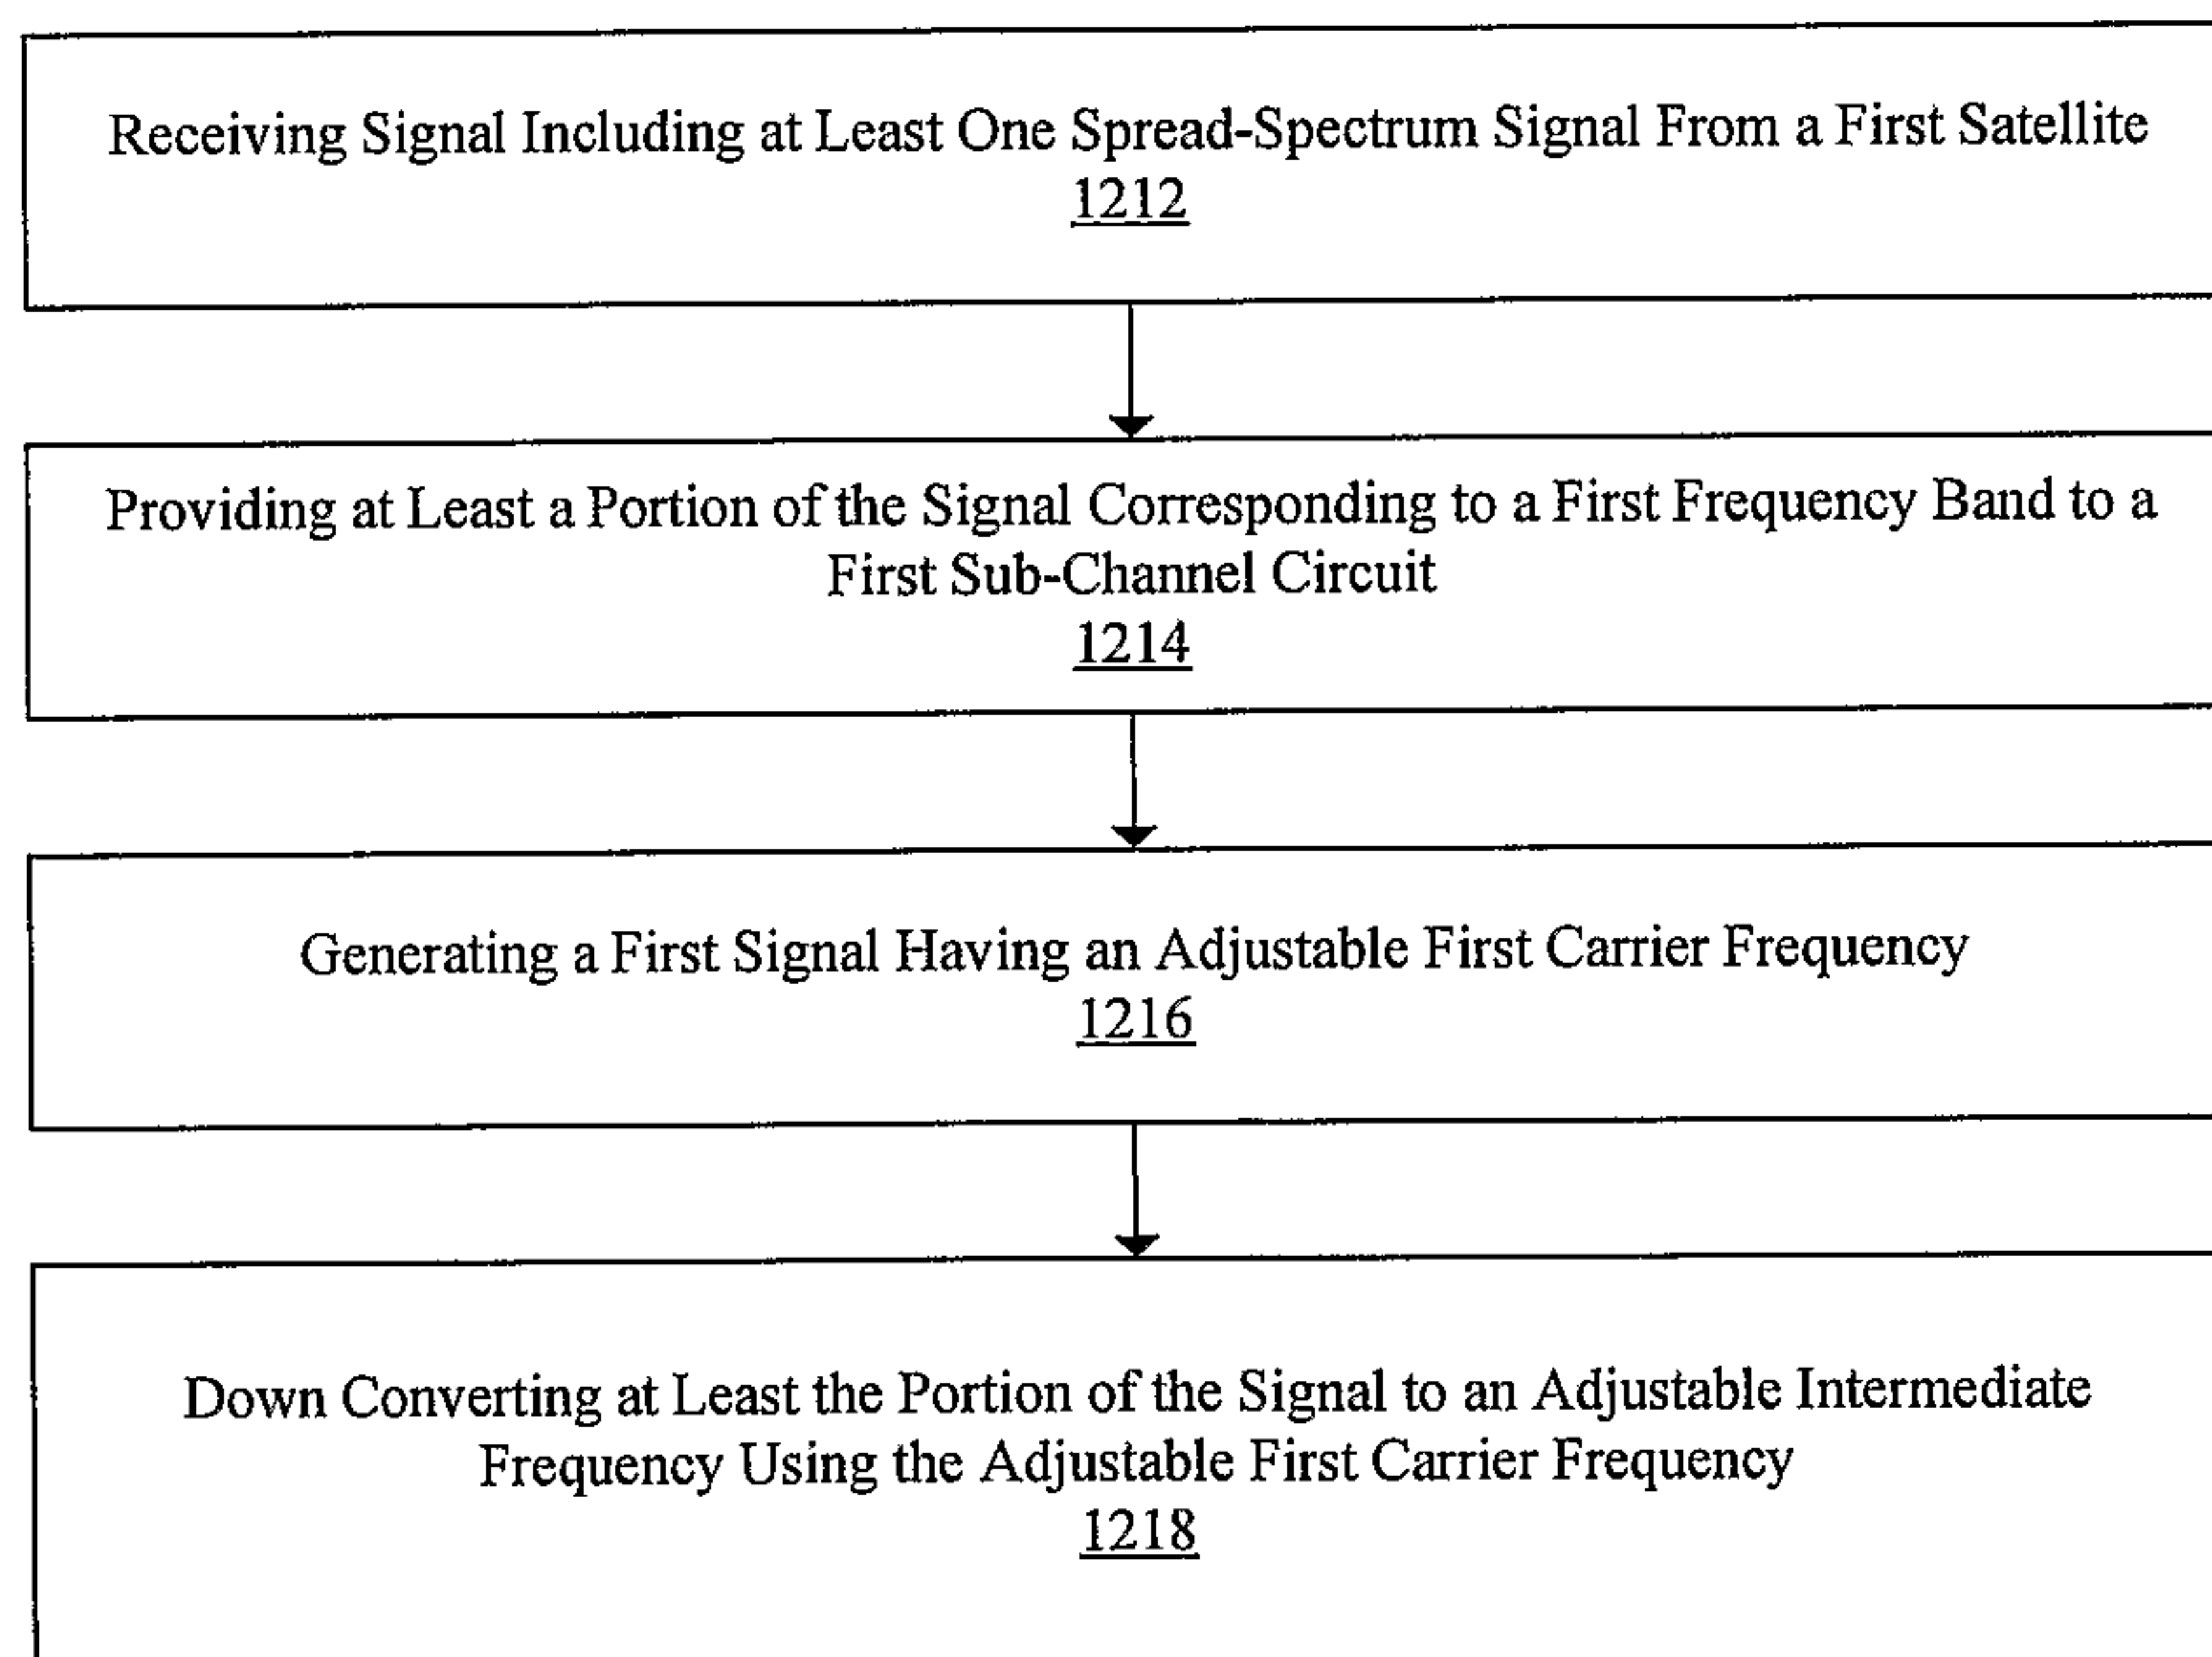 Receiving Signal Including at Least One Spread-Spectrum Signal From a First Satellite
1212
Providing at Least a Portion of the Signal Corresponding to a First Frequency Band to a
First Sub-Channel Circuit
1214
Generating a First Signal Having an Adjustable First Carrier Frequency
1216
Down Converting at Least the Portion of the Signal to an Adjustable Intermediate
Frequency Using the Adjustable First Carrier Frequency
1218